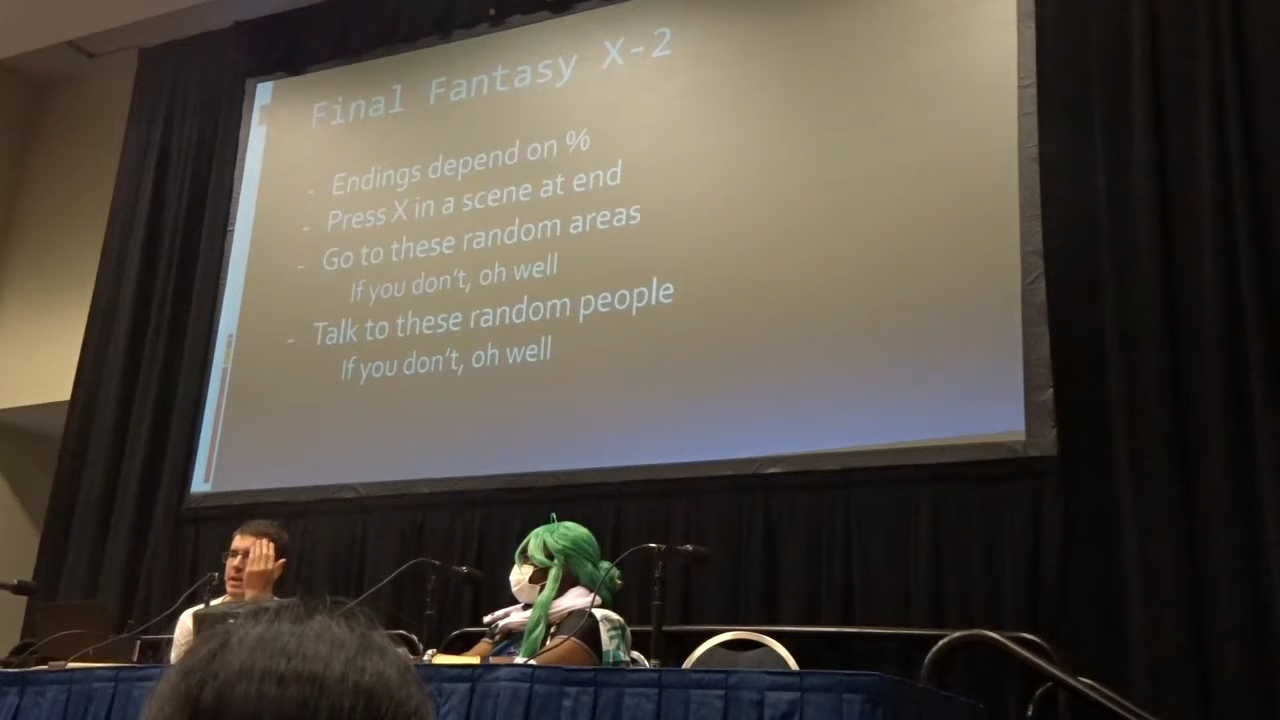 Final Fantasy X-2
- Endings depend on %
- Press X in a scene at end
- Go to these random areas
If you don't, oh well
- Talk to these random people
If you don't, oh well